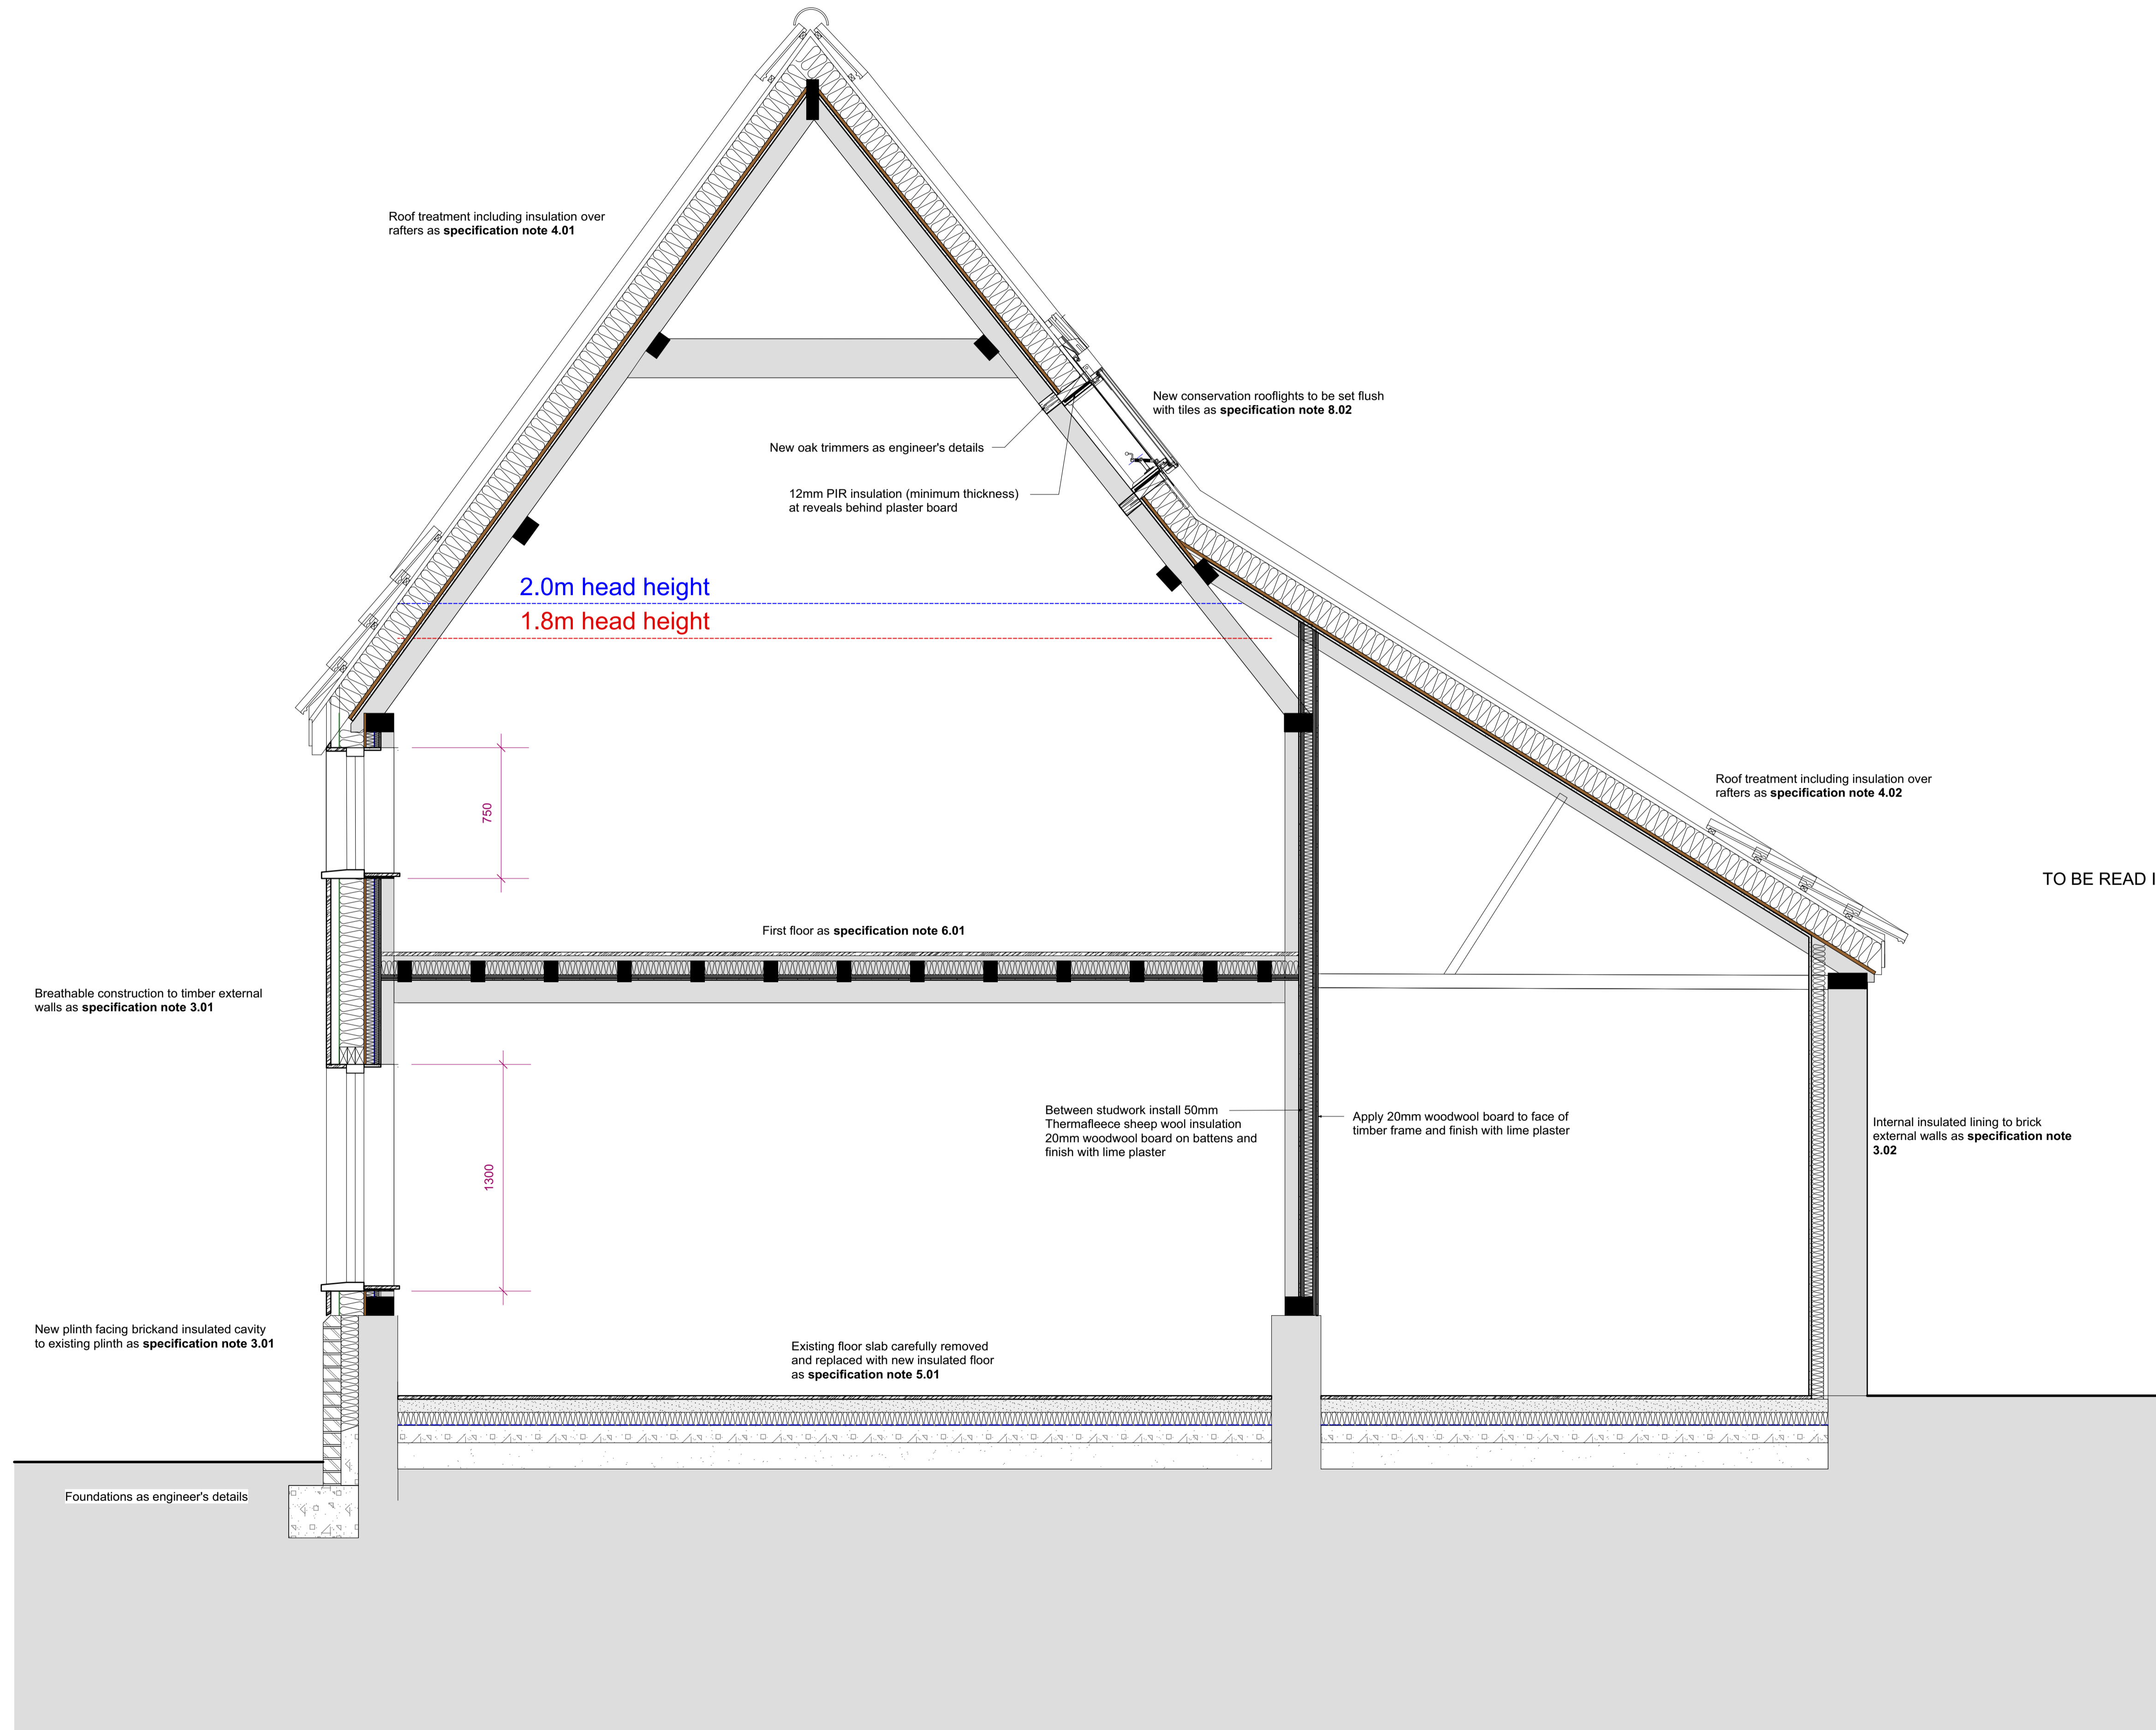 Roof treatment including insulation over
rafters as specification note 4.01
New conservation rooflights to be set flush
with tiles as specification note 8.02
New oak trimmers as engineer's details
12mm PIR insulation (minimum thickness)
at reveals behind plaster board
2.0m head height
1.8m head height
Roof treatment including insulation over
rafters as specification note 4.02
750
TO BE READ I
First floor as specification note 6.01
Breathable construction to timber external
walls as specification note 3.01
Between studwork install 50mm
Thermafleece sheep wool insulation
20mm woodwool board on battens and
finish with lime plaster
Apply 20mm woodwool board to face of
timber frame and finish with lime plaster
Internal insulated lining to brick
external walls as specification note
3.02
1300
New plinth facing brickand insulated cavity
to existing plinth as specification note 3.01
Existing floor slab carefully removed
and replaced with new insulated floor
as specification note 5.01
Foundations as engineer's details